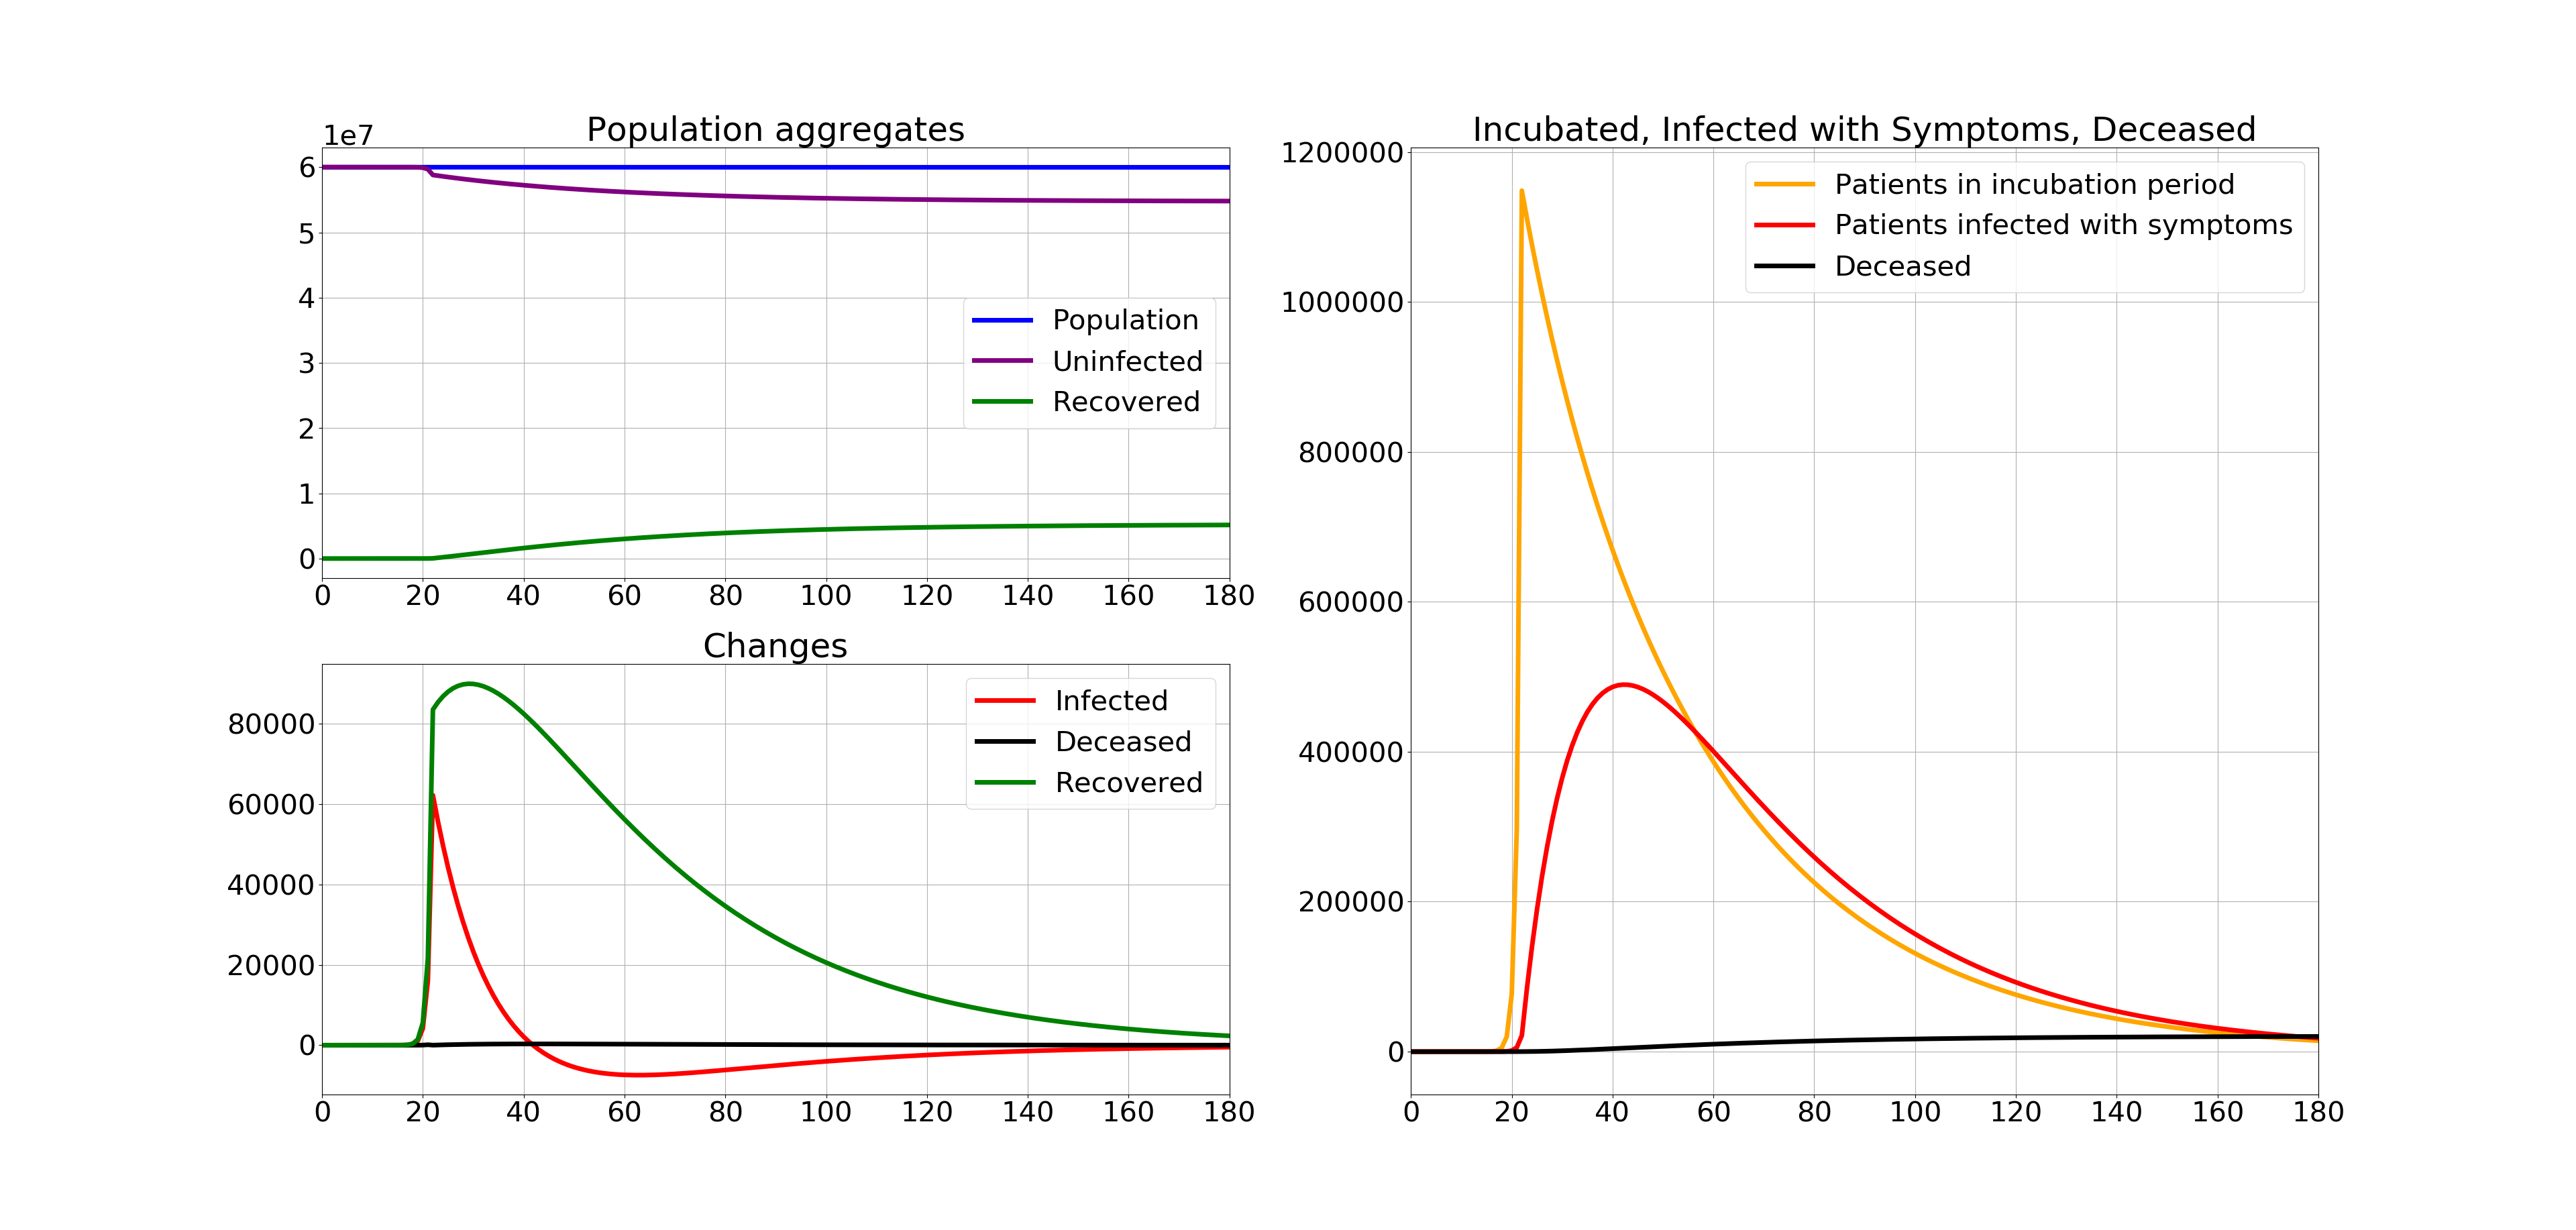 Population aggregates
1e7
6
5
4
3
2
1
0
Population
Uninfected
Recovered
0 20 40 60 80 100 120 140 160 180
Changes
80000
60000
40000
20000
0
Infected
Deceased
Recovered
0 20 40 60 80 100 120 140 160 180
Incubated, Infected with Symptoms, Deceased
1200000
1000000
800000
600000
400000
200000
0
Patients in incubation period
Patients infected with symptoms
Deceased
0 20 40 60 80 100 120 140 160 180